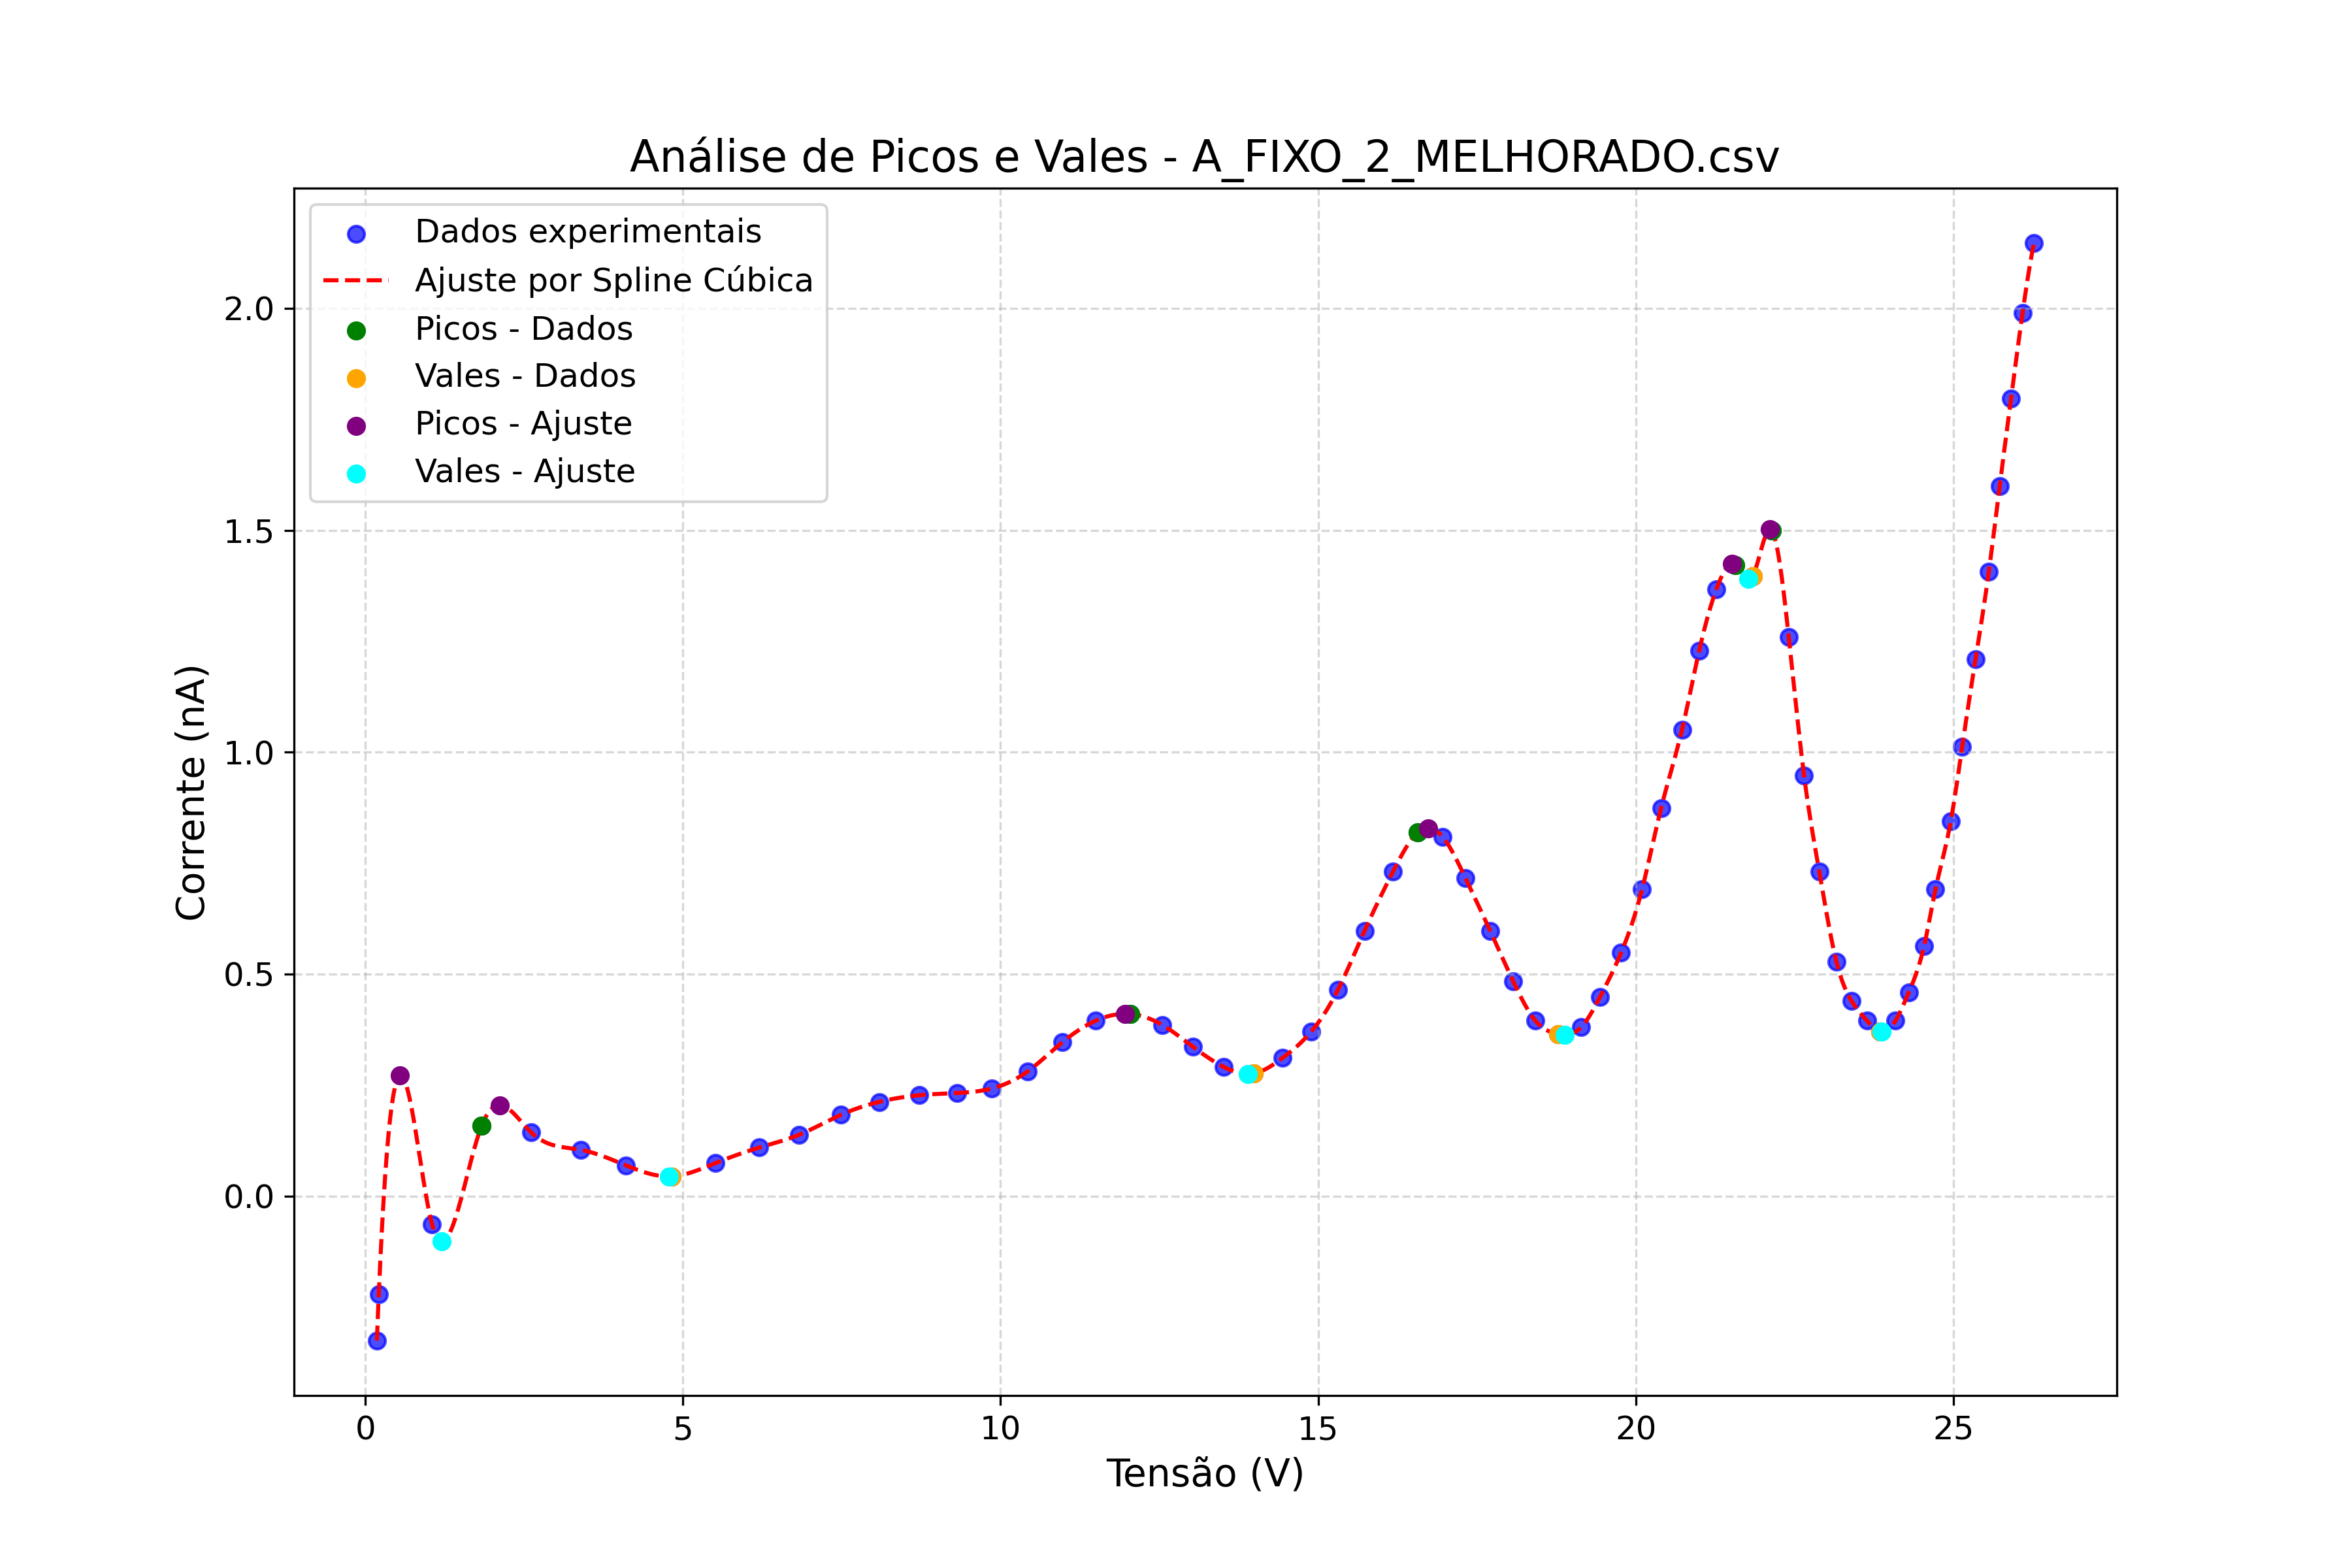 Análise de Picos e Vales - A_FIXO_2_MELHORADO.csv
Dados experimentais
Ajuste por Spline Cúbica
Picos - Dados
Vales - Dados
Picos - Ajuste
Vales - Ajuste
2.0
1.5
1.0
0.5
0.0
Corrente (nA)
0 5 10 15 20 25
Tensão (V)